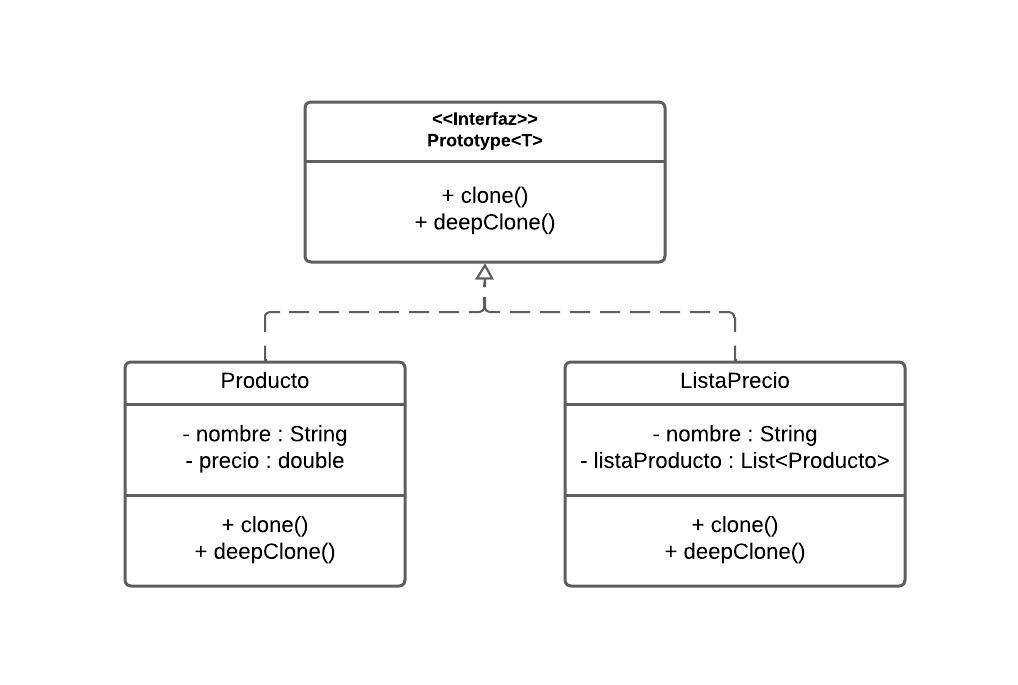 <<Interfaz>>
Prototype<T>
+ clone()
+ deepClone()
Producto
- nombre : String
- precio : double
+ clone()
+ deepClone()
ListaPrecio
- nombre : String
- listaProducto : List<Producto>
+ clone()
+ deepClone()